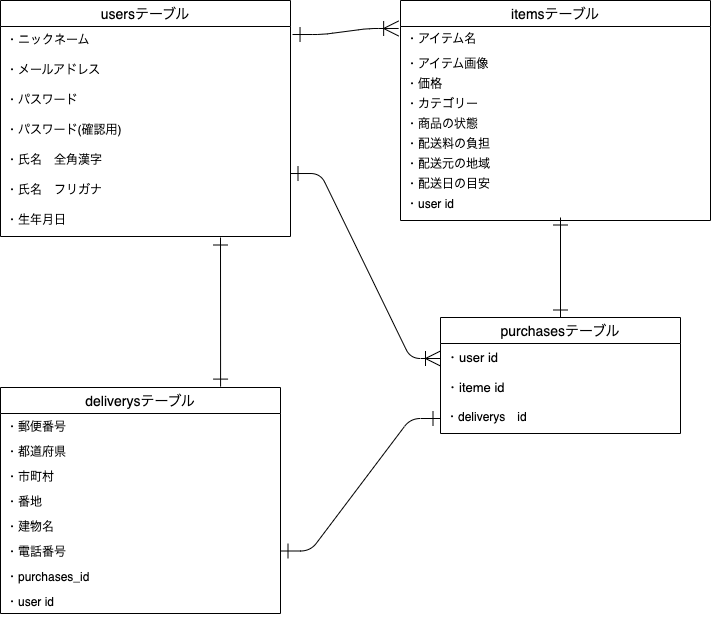 usersテーブル
・ニックネーム
・メールアドレス
・パスワード
・パスワード(確認用)
・氏名　全角漢字
・氏名　フリガナ
・生年月日
itemsテーブル
・アイテム名
・アイテム画像
・価格
・カテゴリー
・商品の状態
・配送料の負担
・配送元の地域
・配送日の目安
・user id
purchasesテーブル
・user id
・iteme id
・deliverys　id
deliverysテーブル
・郵便番号
・都道府県
・市町村
・番地
・建物名
・電話番号
・purchases_id
・user id